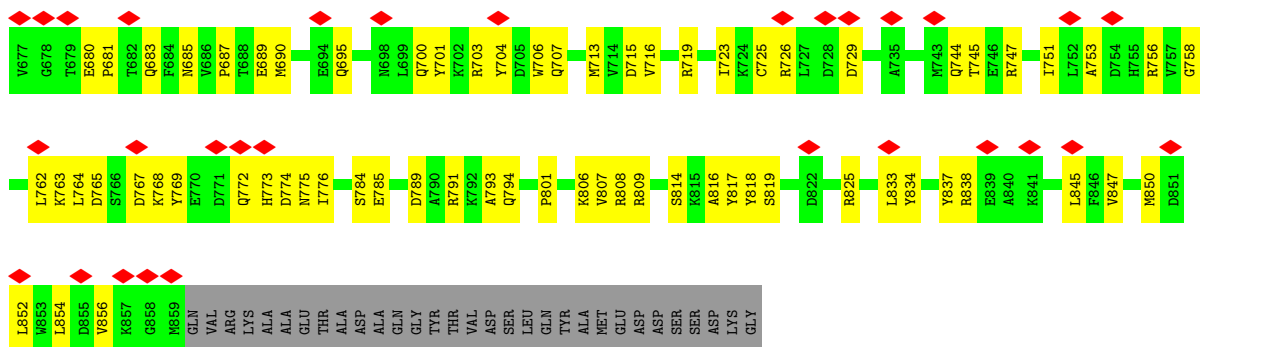 V677 G678 T679 E680 P681 T682 Q683 F684 N685 V686 P687 T688 E689 M690 E694 Q695 N698 L699 Q700 Y701 K702 R703 Y704 D705 W706 Q707 M713 V714 D715 V716 R719 I723 K724 C725 R726 L727 D728 D729 A735 M743 Q744 T745 E746 R747 I751 L752 A753 D754 H755 R756 V757 G758
L762 K763 L764 D765 S766 D767 K768 Y769 E770 D771 Q772 H773 D774 N775 I776 S784 E785 D789 A790 R791 K792 A793 Q794 P801 K806 V807 R808 R809 S814 K815 A816 Y817 Y818 S819 D822 R825 L833 Y834 Y837 R838 E839 A840 K841 L845 F846 V847 M850 D851
L852 W853 L854 D855 V856 K857 G858 M859 GLN VAL ARG LYS ALA ALA GLU THR ALA ASP ALA GLN GLY TYR THR VAL ASP SER LEU GLN TYR ALA MET GLU ASP ASP SER SER ASP LYS GLY